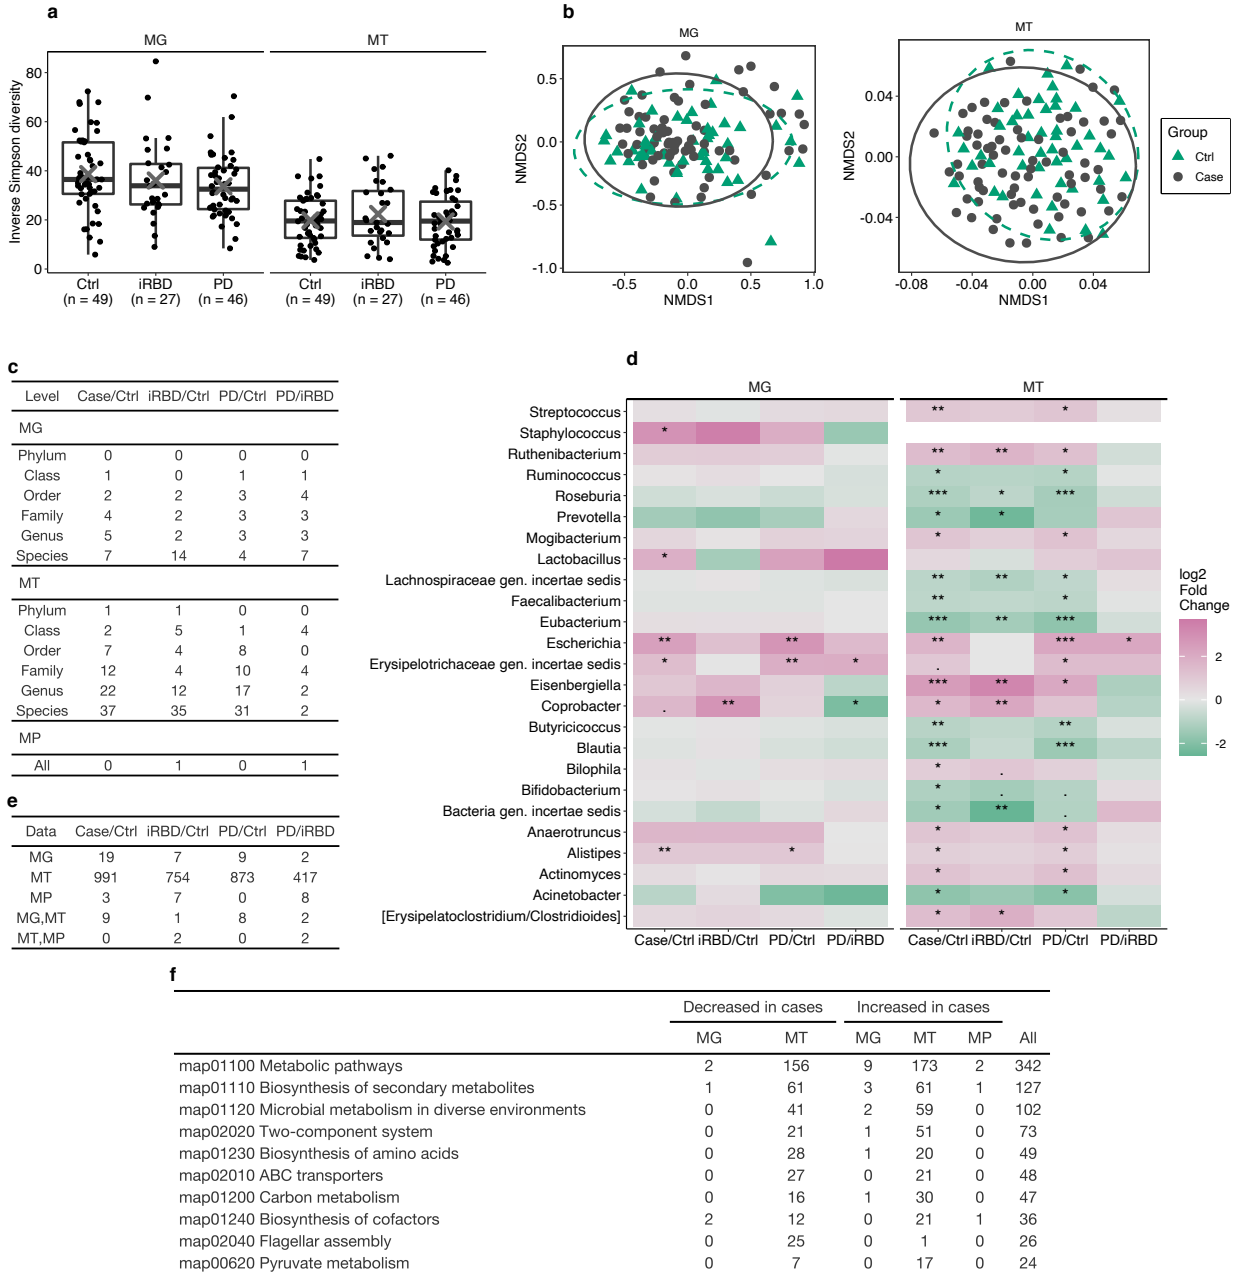 a
MG MT
Inverse Simpson diversity
80
60
40
20
0
Ctrl iRBD PD Ctrl iRBD PD
(n = 49) (n = 27) (n = 46) (n = 49) (n = 27) (n = 46)
b
MG
NMDS2
0.5
0.0
-0.5
-1.0
-0.5 0.0 0.5 1.0
NMDS1
MT
NMDS2
0.04
0.00
-0.04
-0.08 -0.04 0.00 0.04
NMDS1
Group
Ctrl
Case
c
Level Case/Ctrl iRBD/Ctrl PD/Ctrl PD/iRBD
MG
Phylum 0 0 0 0
Class 1 0 1 1
Order 2 2 3 4
Family 4 2 3 3
Genus 5 2 3 3
Species 7 14 4 7
MT
Phylum 1 1 0 0
Class 2 5 1 4
Order 7 4 8 0
Family 12 4 10 4
Genus 22 12 17 2
Species 37 35 31 2
MP
All 0 1 0 1
d
MG MT
Streptococcus ** *
Staphylococcus *
Ruthenibacterium ** ** *
Ruminococcus * *
Roseburia *** * ***
Prevotella * *
Mogibacterium * *
Lactobacillus *
Lachnospiraceae gen. incertae sedis ** ** *
Faecalibacterium ** *
Eubacterium *** ** ***
Escherichia ** ** ** *** *
Erysipelotrichaceae gen. incertae sedis * ** * . *
Eisenbergiella *** ** *
Coprobacter . ** * * **
Butyricicoccus ** **
Blautia *** ***
Bilophila * .
Bifidobacterium * . .
Bacteria gen. incertae sedis * ** .
Anaerotruncus * *
Alistipes ** * * *
Actinomyces * *
Acinetobacter * *
[Erysipelatoclostridium/Clostridioides] * *
Case/Ctrl iRBD/Ctrl PD/Ctrl PD/iRBD Case/Ctrl iRBD/Ctrl PD/Ctrl PD/iRBD
log2
Fold
Change
2
0
-2
e
Data Case/Ctrl iRBD/Ctrl PD/Ctrl PD/iRBD
MG 19 7 9 2
MT 991 754 873 417
MP 3 7 0 8
MG,MT 9 1 8 2
MT,MP 0 2 0 2
f
Decreased in cases Increased in cases
MG MT MG MT MP All
map01100 Metabolic pathways 2 156 9 173 2 342
map01110 Biosynthesis of secondary metabolites 1 61 3 61 1 127
map01120 Microbial metabolism in diverse environments 0 41 2 59 0 102
map02020 Two-component system 0 21 1 51 0 73
map01230 Biosynthesis of amino acids 0 28 1 20 0 49
map02010 ABC transporters 0 27 0 21 0 48
map01200 Carbon metabolism 0 16 1 30 0 47
map01240 Biosynthesis of cofactors 2 12 0 21 1 36
map02040 Flagellar assembly 0 25 0 1 0 26
map00620 Pyruvate metabolism 0 7 0 17 0 24